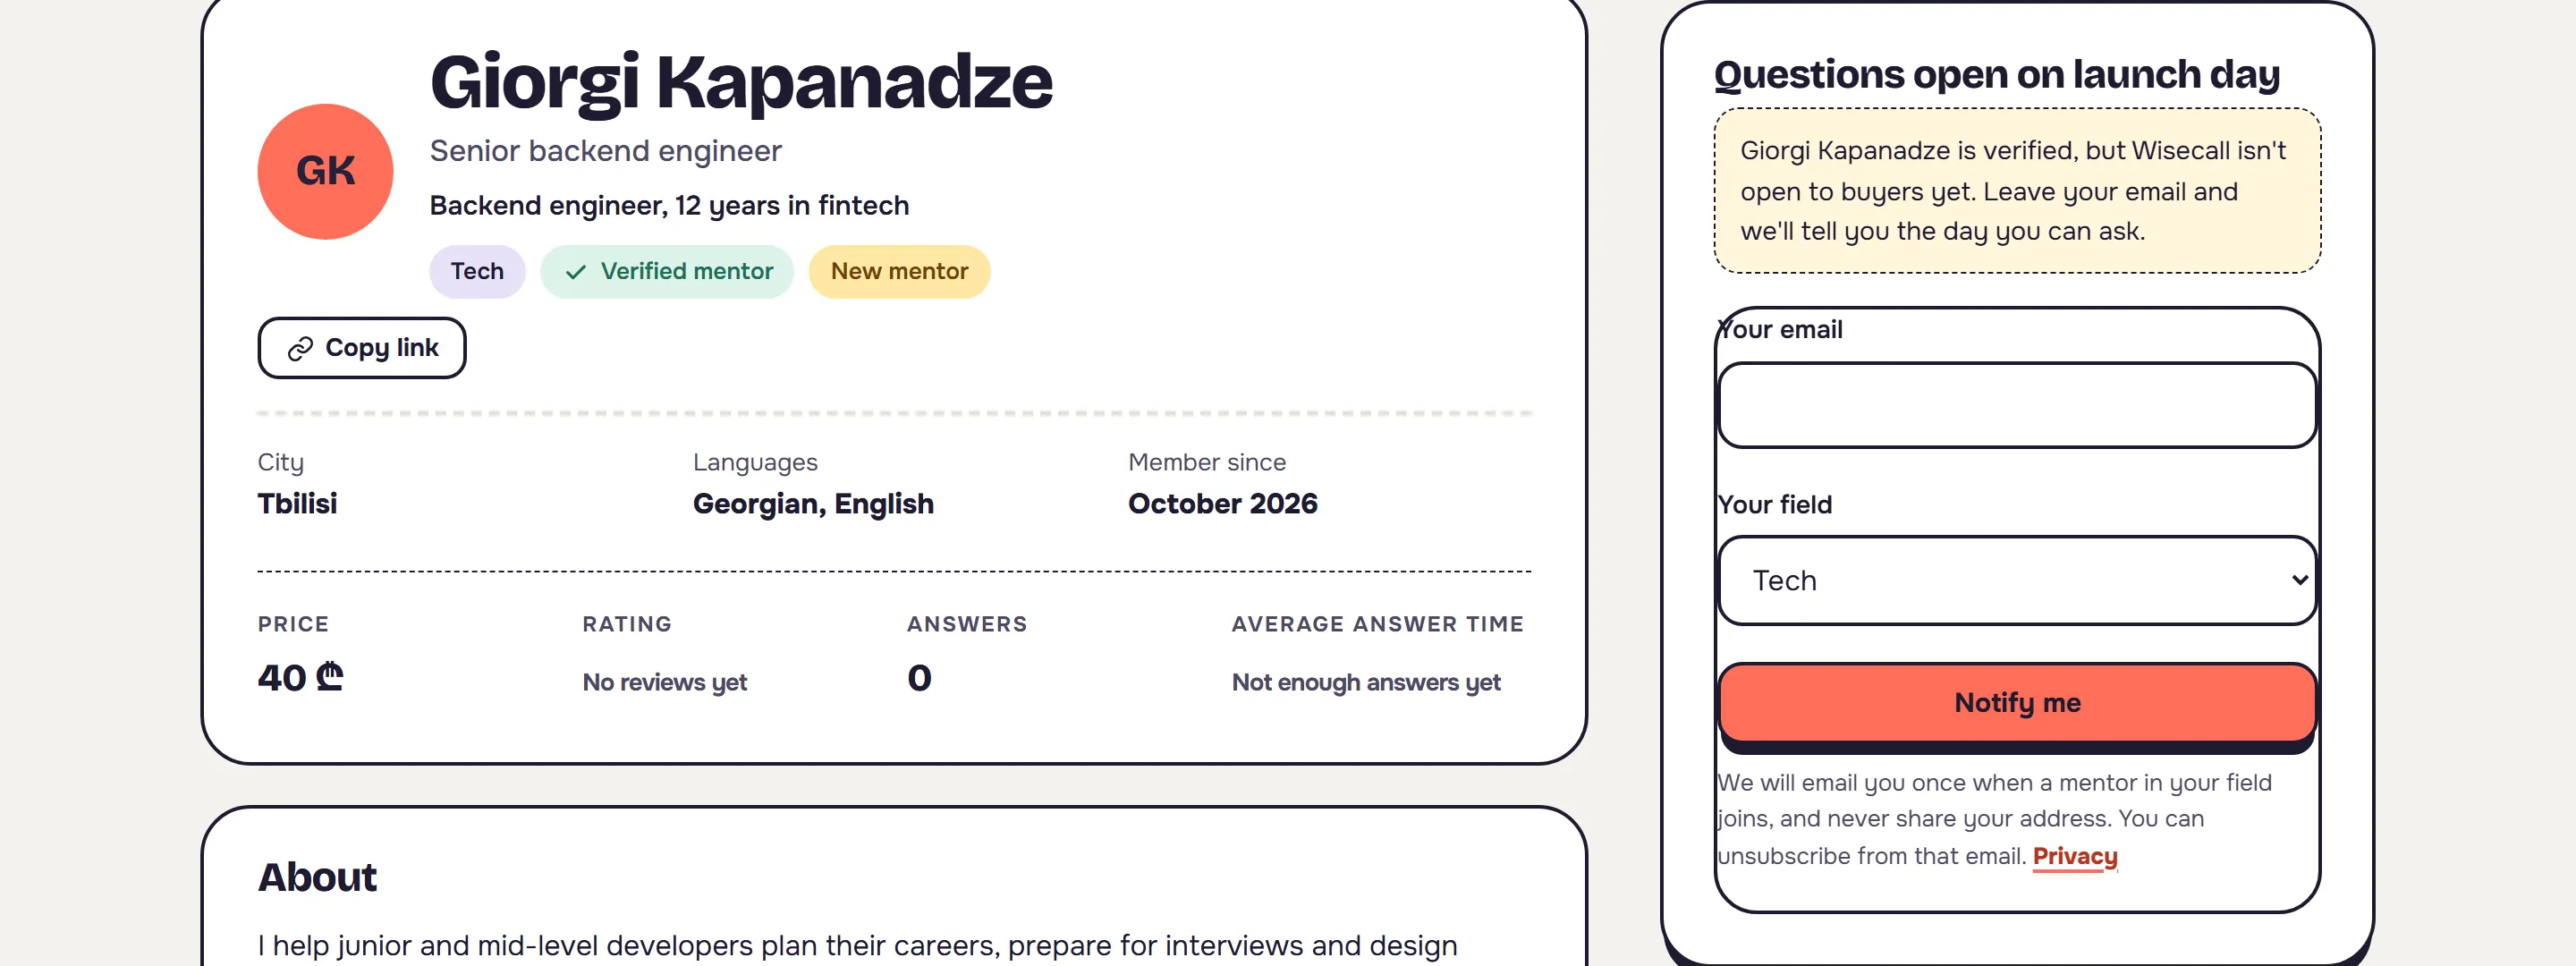 Giorgi Kapanadze
GK
Senior backend engineer
Backend engineer, 12 years in fintech
Tech
Verified mentor
New mentor
Copy link
City
Tbilisi
Languages
Georgian, English
Member since
October 2026
PRICE
40 ₾
RATING
No reviews yet
ANSWERS
0
AVERAGE ANSWER TIME
Not enough answers yet
About
I help junior and mid-level developers plan their careers, prepare for interviews and design
Questions open on launch day
Giorgi Kapanadze is verified, but Wisecall isn't
open to buyers yet. Leave your email and
we'll tell you the day you can ask.
Your email
Your field
Tech
Notify me
We will email you once when a mentor in your field
joins, and never share your address. You can
unsubscribe from that email. Privacy